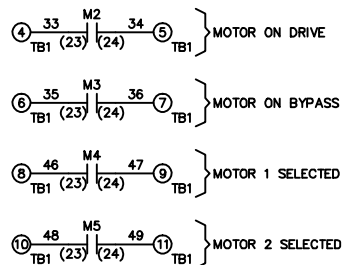 M2
4 33 34 5 MOTOR ON DRIVE
TB1 (23) (24) TB1
M3
6 35 36 7 MOTOR ON BYPASS
TB1 (23) (24) TB1
M4
8 46 47 9 MOTOR 1 SELECTED
TB1 (23) (24) TB1
M5
10 48 49 11 MOTOR 2 SELECTED
TB1 (23) (24) TB1